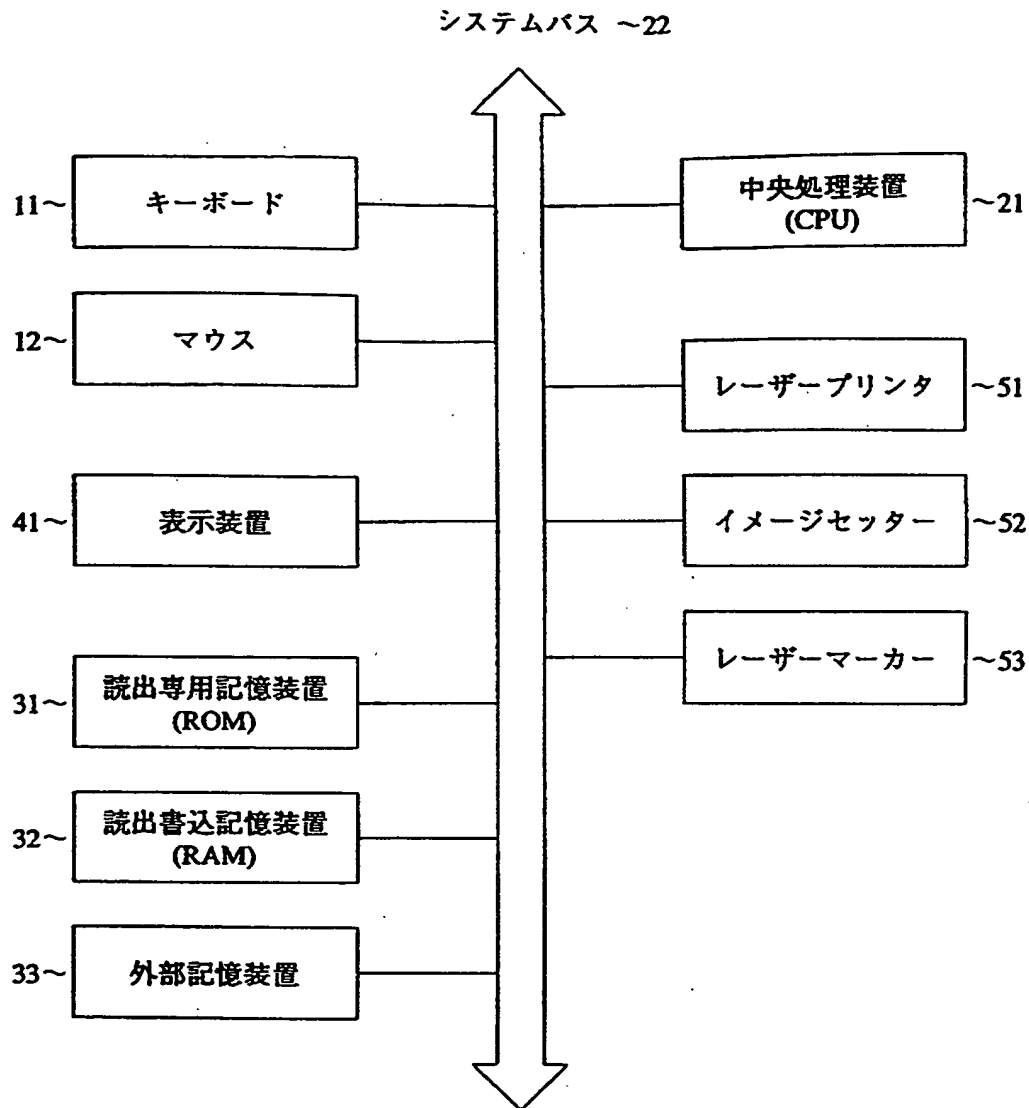 システムバス ～22
11～ キーボード
12～ マウス
41～ 表示装置
31～ 読出専用記憶装置
(ROM)
32～ 読出書込記憶装置
(RAM)
33～ 外部記憶装置
中央処理装置 ～21
(CPU)
レーザープリンタ ～51
イメージセッター ～52
レーザーマーカー ～53